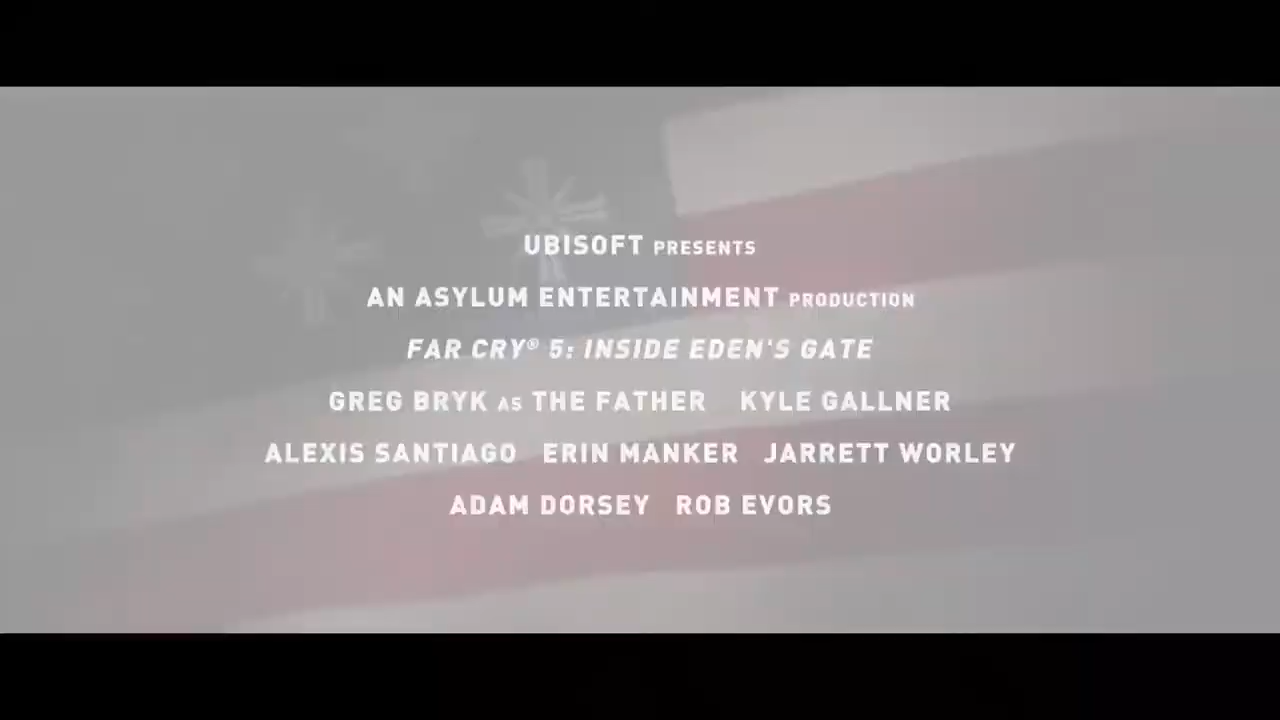 UBISOFT PRESENTS
AN ASYLUM ENTERTAINMENT PRODUCTION
FAR CRY® 5: INSIDE EDEN'S GATE
GREG BRYK AS THE FATHER KYLE GALLNER
ALEXIS SANTIAGO ERIN MANKER JARRETT WORLEY
ADAM DORSEY ROB EVORS